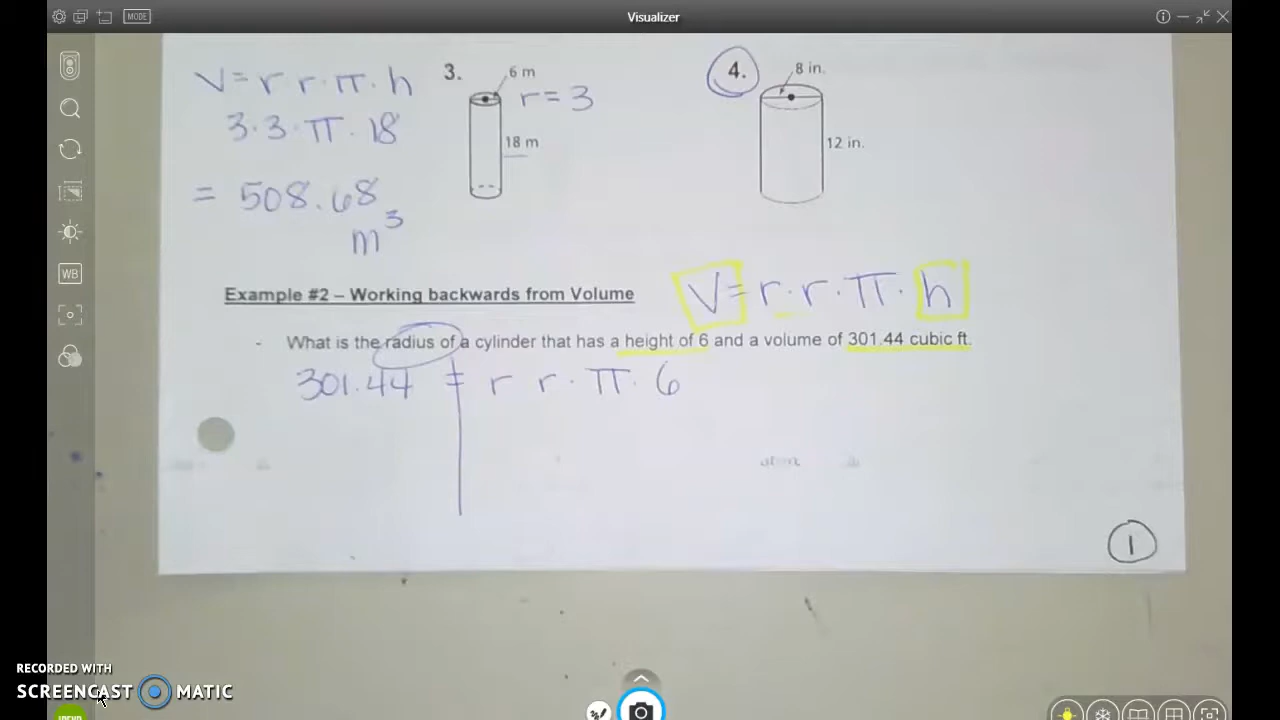 Visualizer
MODE
WB
V = r r · π · h
3 · 3 · π · 18
= 508.68
m³
3.
6 m
r = 3
18 m
4.
8 in.
12 in.
Example #2 – Working backwards from Volume
V = r · r · π · h
- What is the radius of a cylinder that has a height of 6 and a volume of 301.44 cubic ft.
301.44 = r r · π · 6
1
RECORDED WITH
SCREENCAST MATIC